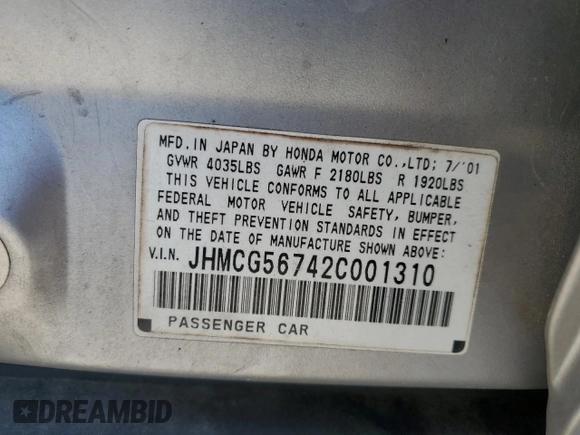 MFD.IN JAPAN BY HONDA MOTOR CO.,LTD; 7/'01
GVWR 4035LBS GAWR F 2180LBS R 1920LBS
THIS VEHICLE CONFORMS TO ALL APPLICABLE
FEDERAL MOTOR VEHICLE SAFETY, BUMPER,
AND THEFT PREVENTION STANDARDS IN EFFECT
ON THE DATE OF MANUFACTURE SHOWN ABOVE:
V.I.N. JHMCG56742C001310
PASSENGER CAR
DREAMBID